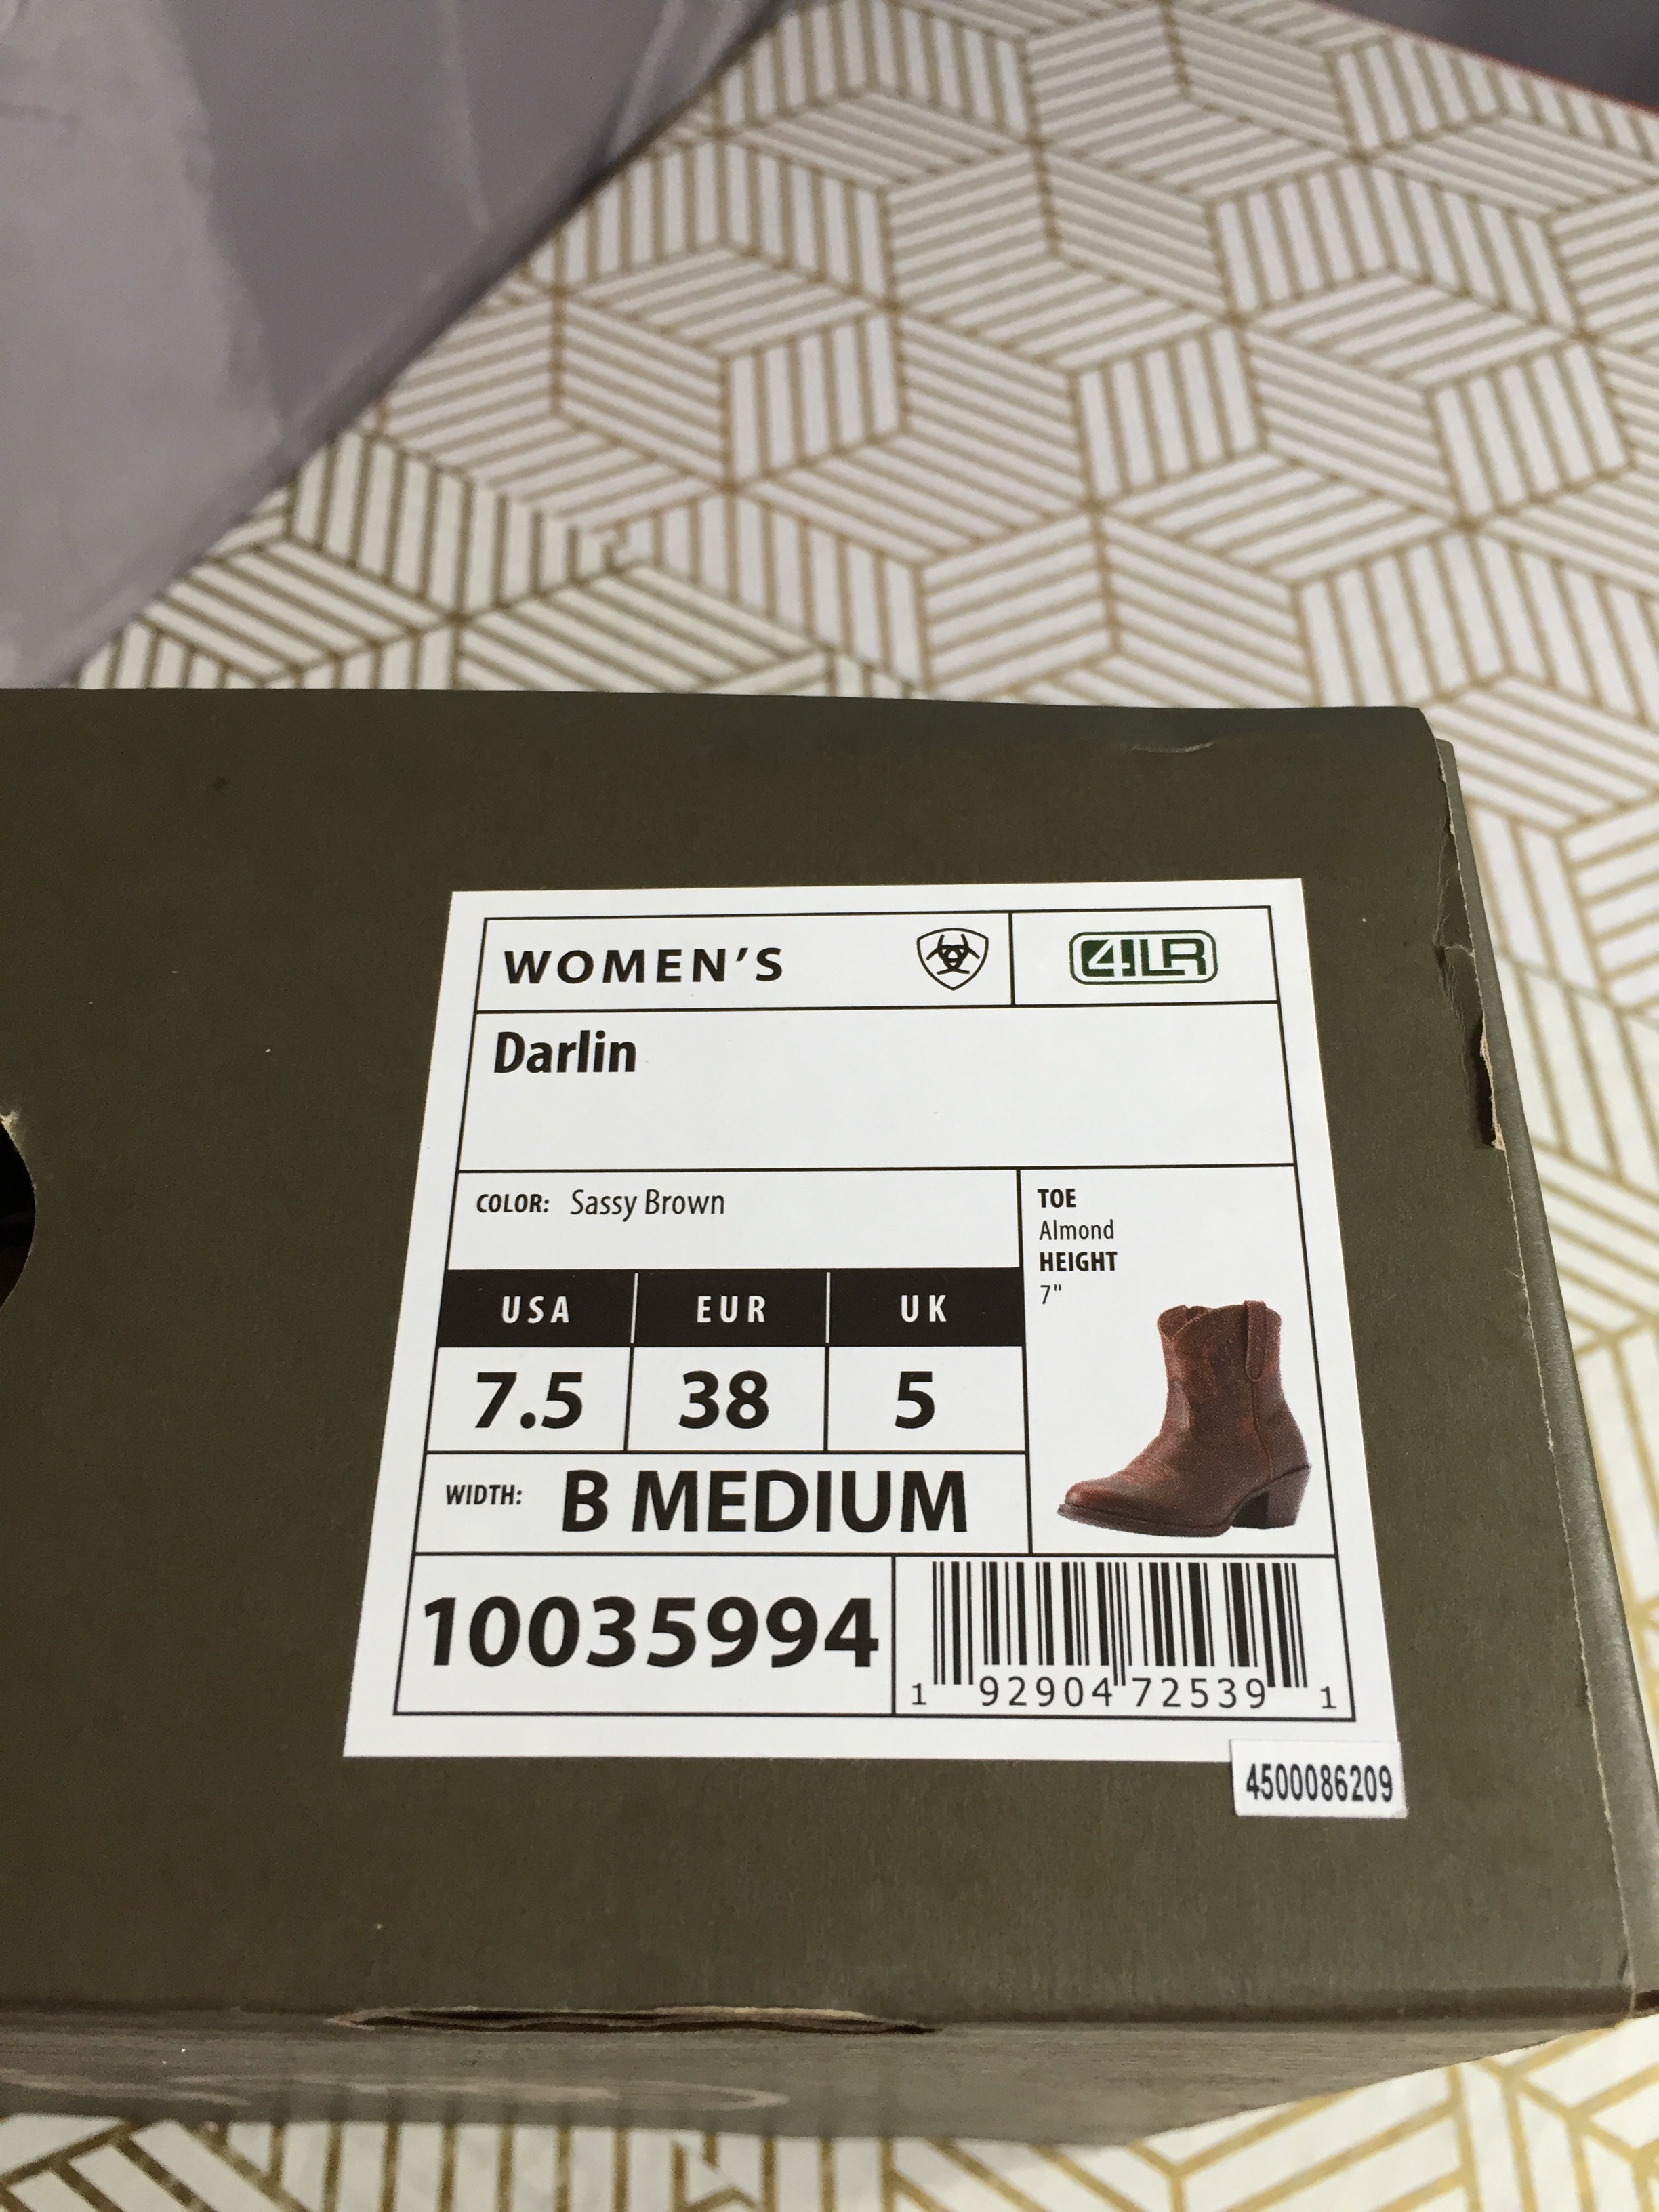 WOMEN'S
4LR
Darlin
COLOR: Sassy Brown
TOE
Almond
HEIGHT
7"
USA EUR UK
7.5 38 5
WIDTH: B MEDIUM
10035994
1 92904 72539 1
4500086209